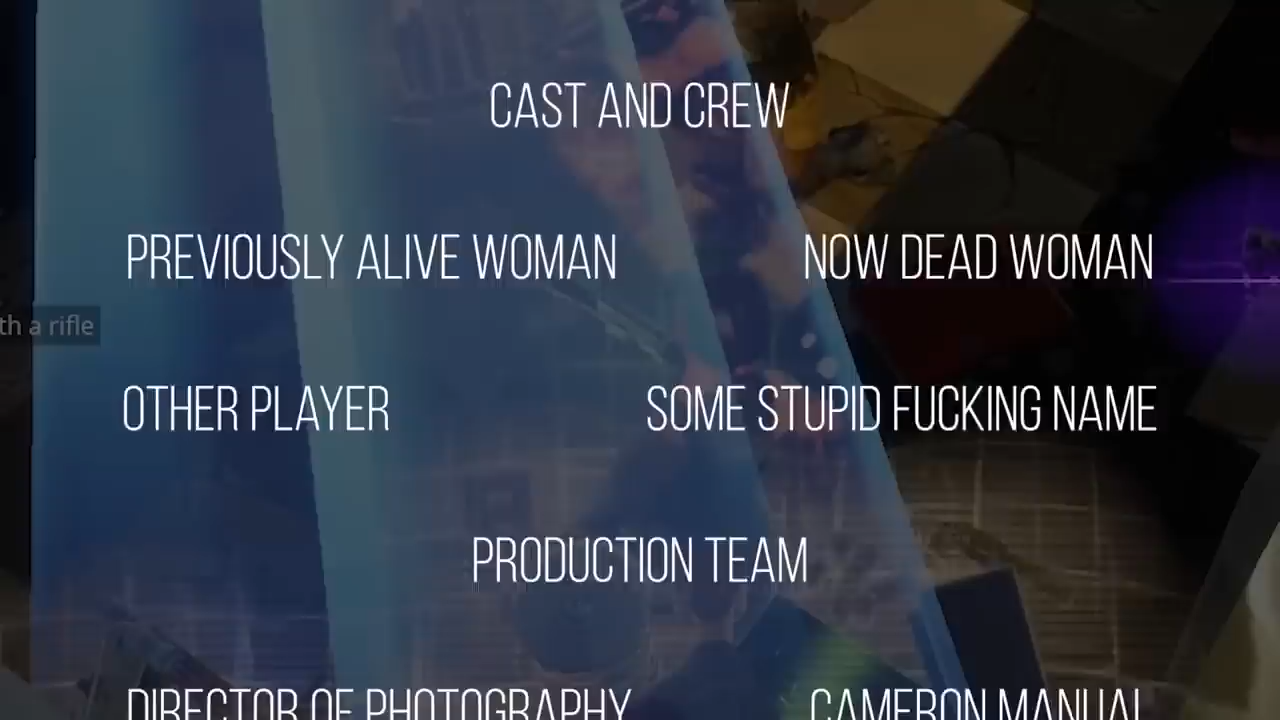 CAST AND CREW
PREVIOUSLY ALIVE WOMAN NOW DEAD WOMAN
th a rifle
OTHER PLAYER SOME STUPID FUCKING NAME
PRODUCTION TEAM
DIRECTOR OF PHOTOGRAPHY CAMERON MANUAL